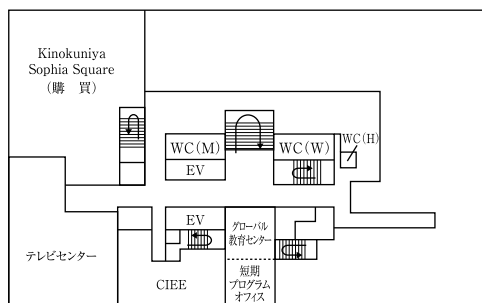 Kinokuniya
Sophia Square
（購　買）
WC(M)
EV
WC(W)
WC(H)
EV
グローバル
教育センター
テレビセンター
CIEE
短期
プログラム
オフィス